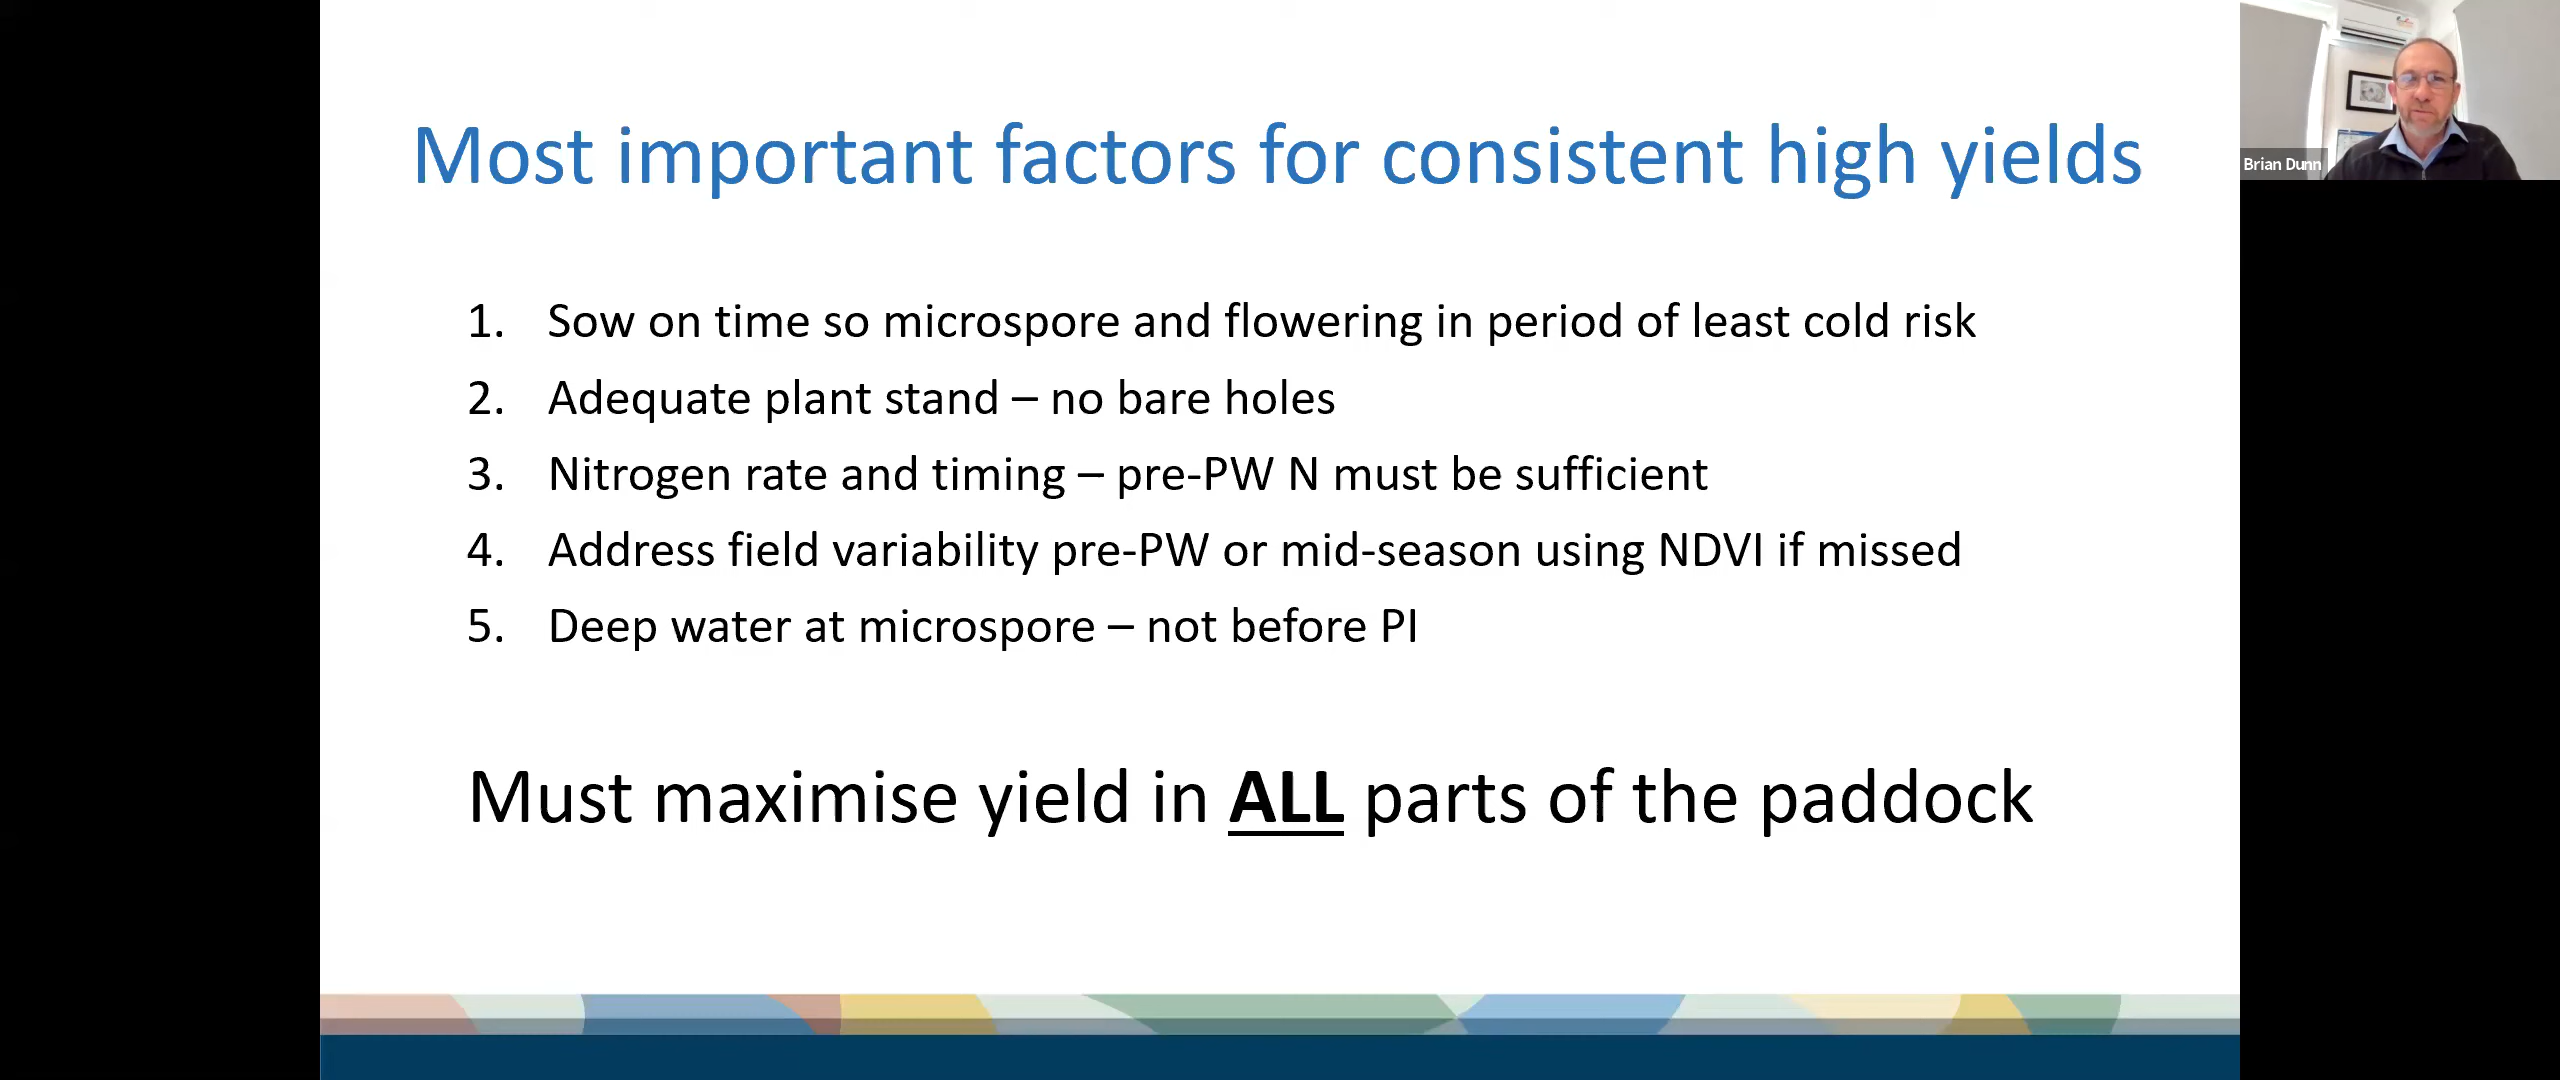 Most important factors for consistent high yields
1. Sow on time so microspore and flowering in period of least cold risk
2. Adequate plant stand – no bare holes
3. Nitrogen rate and timing – pre-PW N must be sufficient
4. Address field variability pre-PW or mid-season using NDVI if missed
5. Deep water at microspore – not before PI
Must maximise yield in ALL parts of the paddock
Brian Dunn